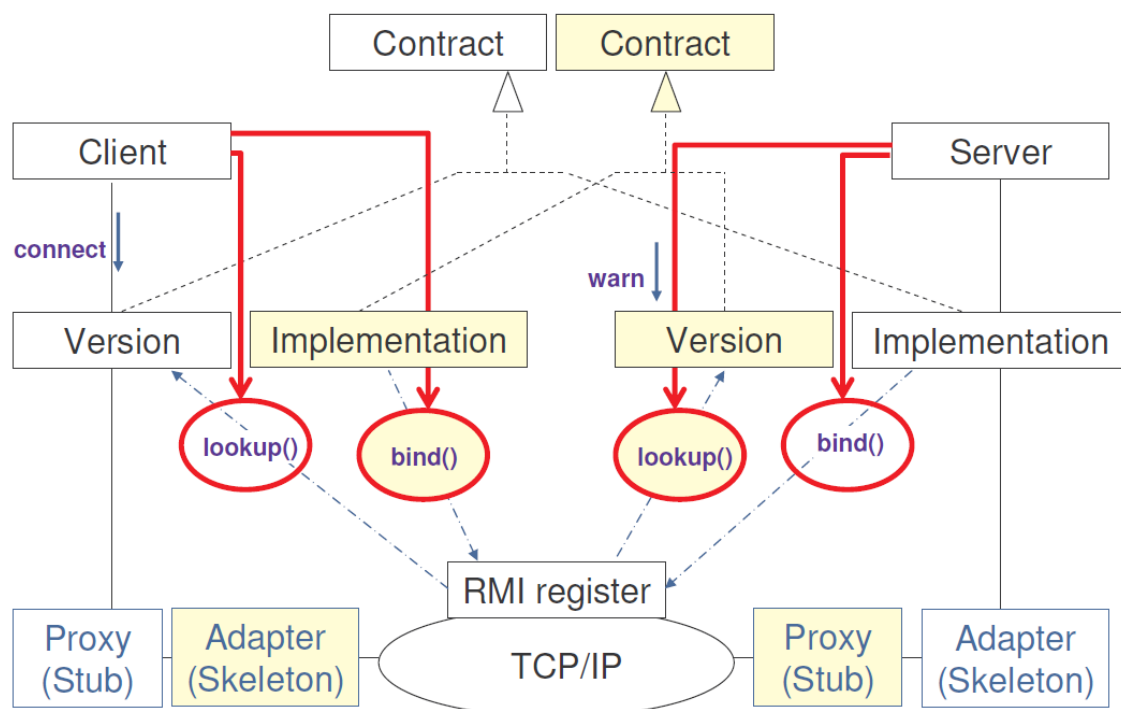 Contract
Contract
Client
Server
connect
warn
Version
Implementation
Version
Implementation
lookup()
bind()
lookup()
bind()
RMI register
Proxy
(Stub)
Adapter
(Skeleton)
TCP/IP
Proxy
(Stub)
Adapter
(Skeleton)